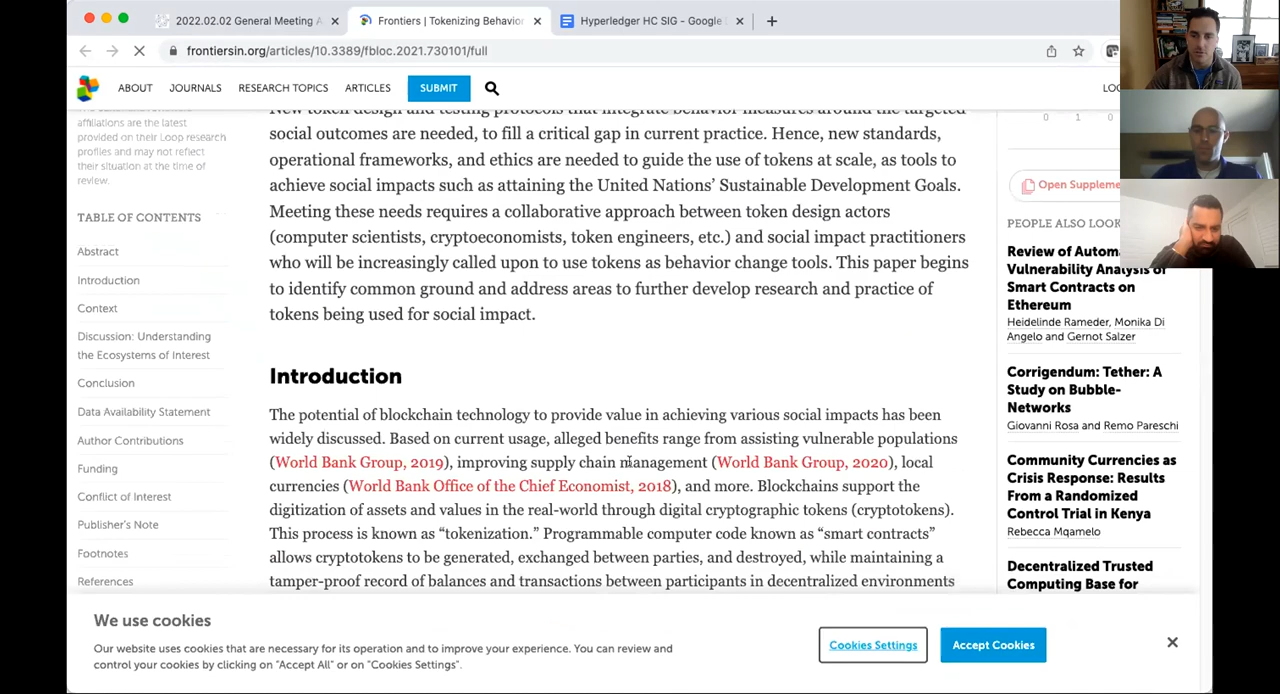 2022.02.02 General Meeting A
Frontiers | Tokenizing Behavior
Hyperledger HC SIG - Google
frontiersin.org/articles/10.3389/fbloc.2021.730101/full
ABOUT
JOURNALS
RESEARCH TOPICS
ARTICLES
SUBMIT
LOG
affiliations are the latest
provided on their Loop research
profiles and may not reflect
their situation at the time of
review.
TABLE OF CONTENTS
Abstract
Introduction
Context
Discussion: Understanding
the Ecosystems of Interest
Conclusion
Data Availability Statement
Author Contributions
Funding
Conflict of Interest
Publisher's Note
Footnotes
References
New token design and testing protocols that integrate behavior measures around the targeted
social outcomes are needed, to fill a critical gap in current practice. Hence, new standards,
operational frameworks, and ethics are needed to guide the use of tokens at scale, as tools to
achieve social impacts such as attaining the United Nations' Sustainable Development Goals.
Meeting these needs requires a collaborative approach between token design actors
(computer scientists, cryptoeconomists, token engineers, etc.) and social impact practitioners
who will be increasingly called upon to use tokens as behavior change tools. This paper begins
to identify common ground and address areas to further develop research and practice of
tokens being used for social impact.
Introduction
The potential of blockchain technology to provide value in achieving various social impacts has been
widely discussed. Based on current usage, alleged benefits range from assisting vulnerable populations
(World Bank Group, 2019), improving supply chain management (World Bank Group, 2020), local
currencies (World Bank Office of the Chief Economist, 2018), and more. Blockchains support the
digitization of assets and values in the real-world through digital cryptographic tokens (cryptotokens).
This process is known as “tokenization.” Programmable computer code known as “smart contracts”
allows cryptotokens to be generated, exchanged between parties, and destroyed, while maintaining a
tamper-proof record of balances and transactions between participants in decentralized environments
0 1 0
Open Suppleme
PEOPLE ALSO LOOK
Review of Autom
Vulnerability Analysis of
Smart Contracts on
Ethereum
Heidelinde Rameder, Monika Di
Angelo and Gernot Salzer
Corrigendum: Tether: A
Study on Bubble-
Networks
Giovanni Rosa and Remo Pareschi
Community Currencies as
Crisis Response: Results
From a Randomized
Control Trial in Kenya
Rebecca Mqamelo
Decentralized Trusted
Computing Base for
We use cookies
Our website uses cookies that are necessary for its operation and to improve your experience. You can review and
control your cookies by clicking on "Accept All" or on "Cookies Settings".
Cookies Settings
Accept Cookies